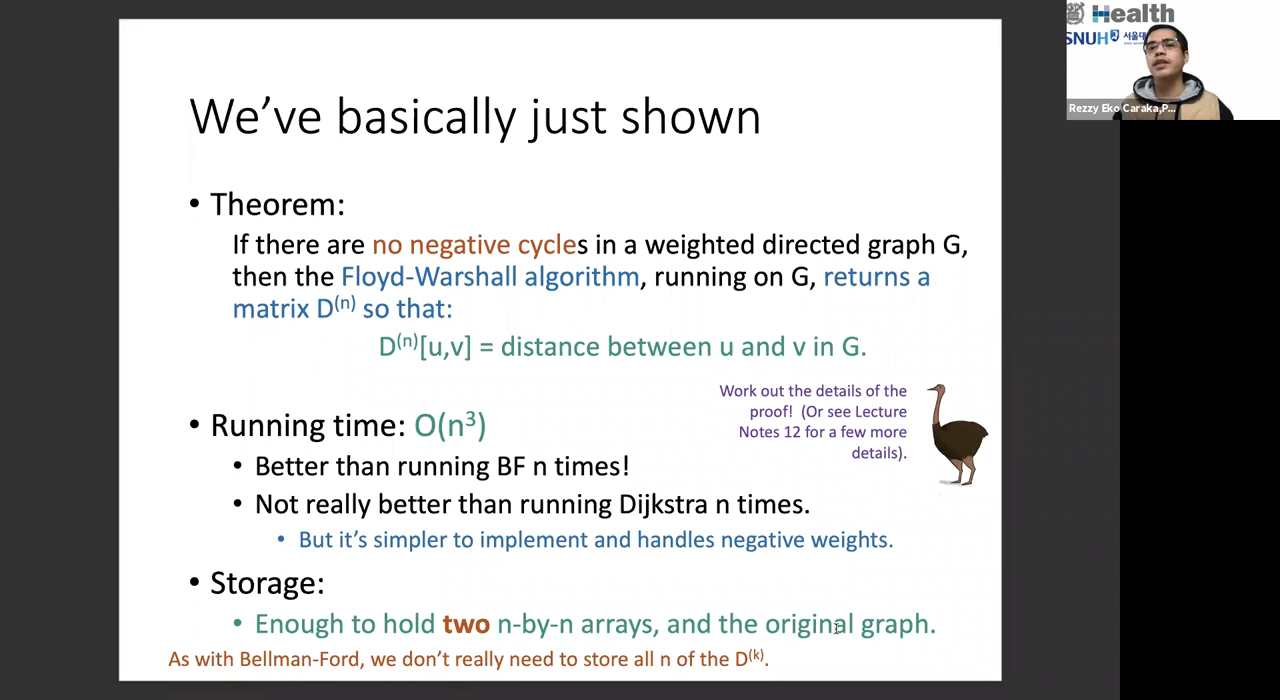 Health
SNUH 서울대
Rezzy Eko Caraka,P...
We've basically just shown
• Theorem:
If there are no negative cycles in a weighted directed graph G,
then the Floyd-Warshall algorithm, running on G, returns a
matrix D⁽ⁿ⁾ so that:
D⁽ⁿ⁾[u,v] = distance between u and v in G.
Work out the details of the
proof! (Or see Lecture
Notes 12 for a few more
details).
• Running time: O(n³)
• Better than running BF n times!
• Not really better than running Dijkstra n times.
• But it's simpler to implement and handles negative weights.
• Storage:
• Enough to hold two n-by-n arrays, and the original graph.
As with Bellman-Ford, we don't really need to store all n of the D⁽ᵏ⁾.